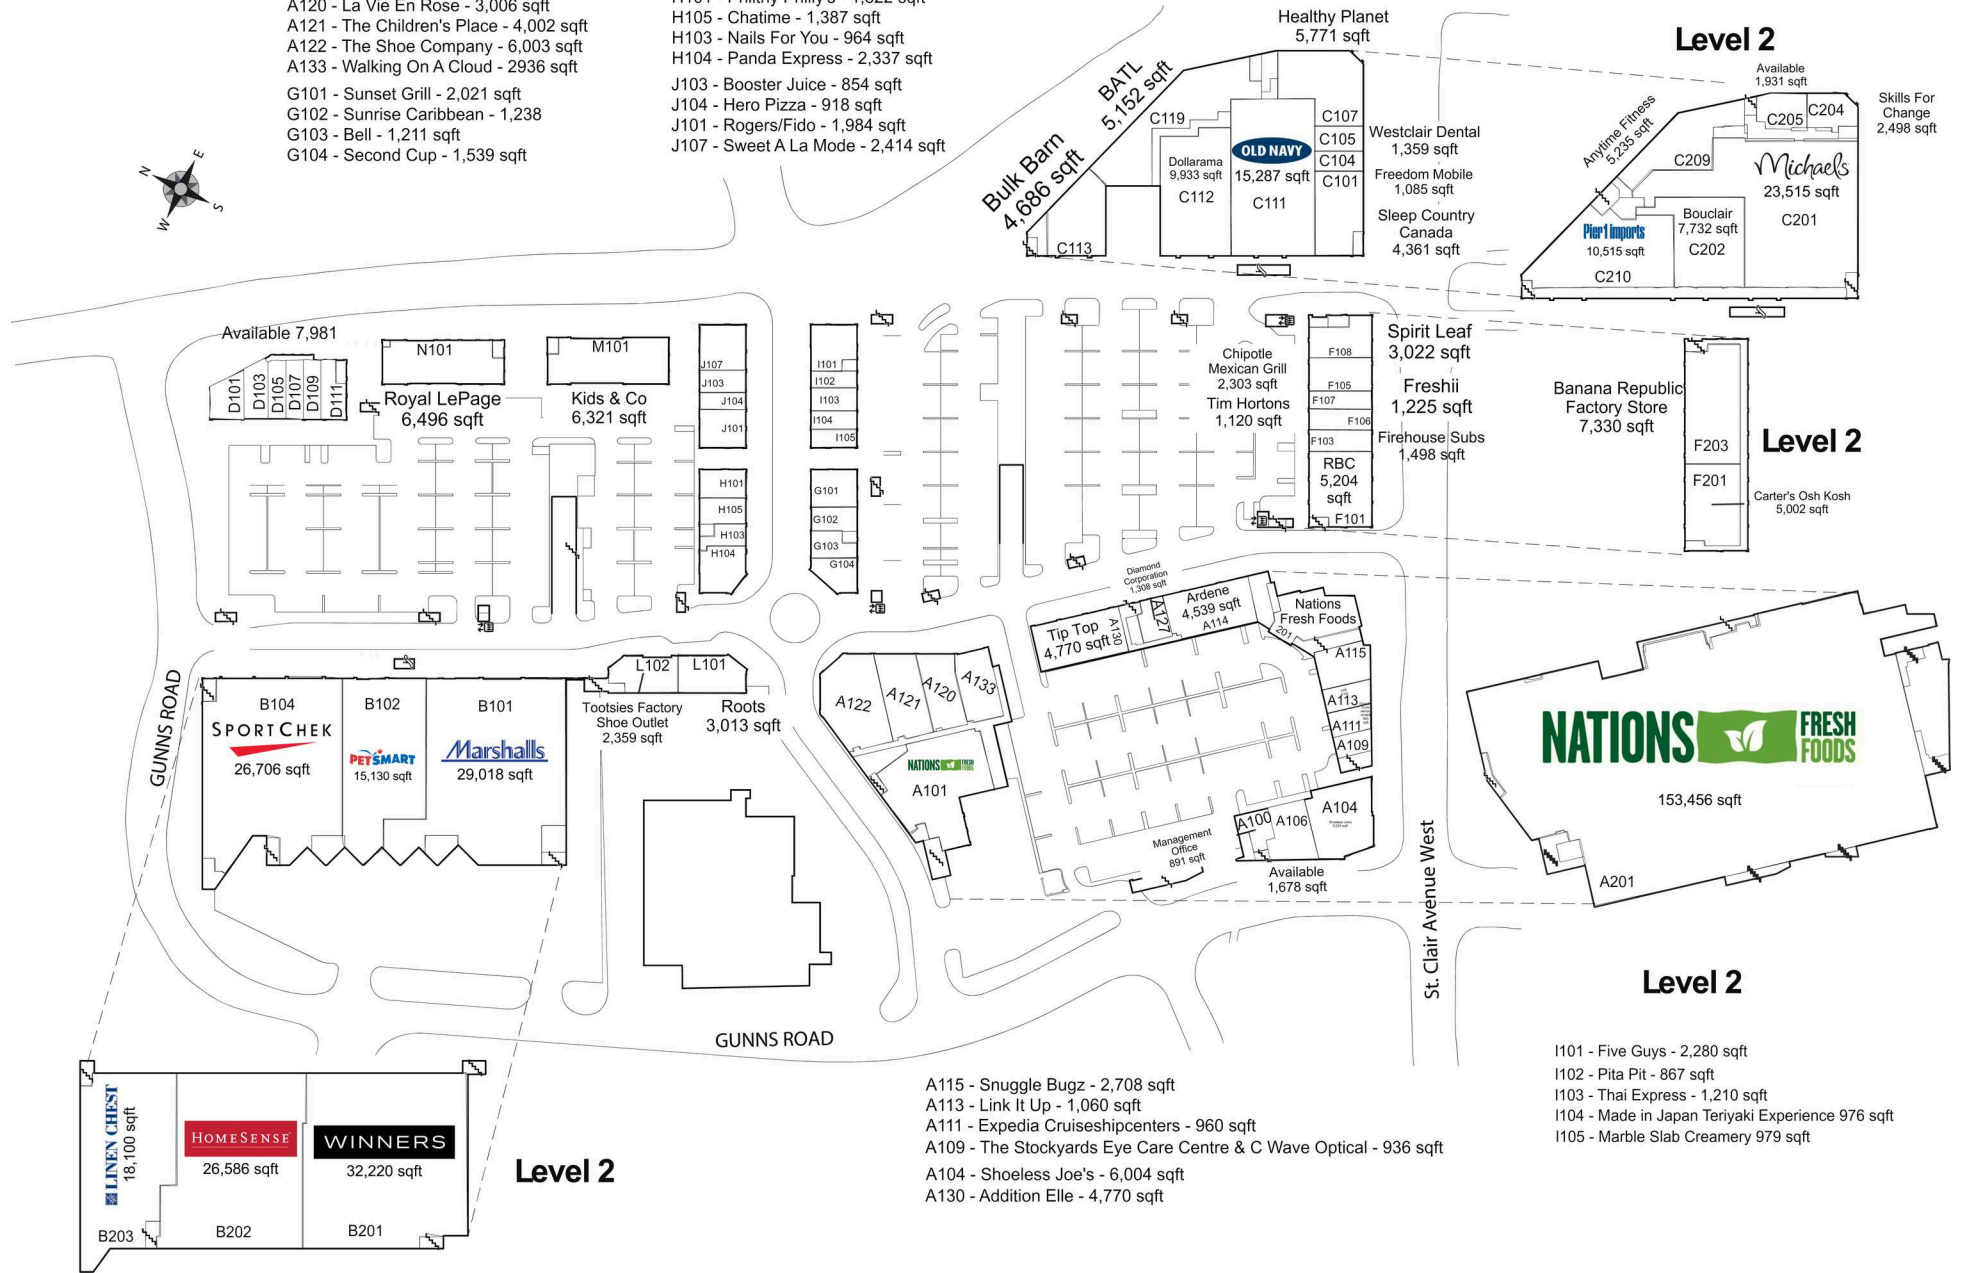 A120 - La Vie En Rose - 3,006 sqft
A121 - The Children's Place - 4,002 sqft
A122 - The Shoe Company - 6,003 sqft
A133 - Walking On A Cloud - 2936 sqft
G101 - Sunset Grill - 2,021 sqft
G102 - Sunrise Caribbean - 1,238
G103 - Bell - 1,211 sqft
G104 - Second Cup - 1,539 sqft
H105 - Chatime - 1,387 sqft
H103 - Nails For You - 964 sqft
H104 - Panda Express - 2,337 sqft
J103 - Booster Juice - 854 sqft
J104 - Hero Pizza - 918 sqft
J101 - Rogers/Fido - 1,984 sqft
J107 - Sweet A La Mode - 2,414 sqft
N
E
S
W
Healthy Planet
5,771 sqft
BATL
5,152 sqft
Bulk Barn
4,686 sqft
C119
C107
C105
C104
C101
OLD NAVY
15,287 sqft
C111
Dollarama
9,933 sqft
C112
C113
Westclair Dental
1,359 sqft
Freedom Mobile
1,085 sqft
Sleep Country
Canada
4,361 sqft
Level 2
Available
1,931 sqft
Skills For
Change
2,498 sqft
Anytime Fitness
5,235 sqft
C205
C204
C209
Michaels
23,515 sqft
C201
Bouclair
7,732 sqft
C202
Pier 1 imports
10,515 sqft
C210
Available 7,981
D101
D103
D105
D107
D109
D111
N101
Royal LePage
6,496 sqft
M101
Kids & Co
6,321 sqft
J107
J103
J104
J101
I101
I102
I103
I104
I105
H101
H105
H103
H104
G101
G102
G103
G104
Chipotle
Mexican Grill
2,303 sqft
Tim Hortons
1,120 sqft
F108
F105
F107
F106
F103
RBC
5,204
sqft
F101
Spirit Leaf
3,022 sqft
Freshii
1,225 sqft
Firehouse Subs
1,498 sqft
Banana Republic
Factory Store
7,330 sqft
F203
F201
Level 2
Carter's Osh Kosh
5,002 sqft
GUNNS ROAD
B104
SPORT CHEK
26,706 sqft
B102
PETSMART
15,130 sqft
B101
Marshalls
29,018 sqft
L102
L101
Tootsies Factory
Shoe Outlet
2,359 sqft
Roots
3,013 sqft
A122
A121
A120
A133
NATIONS FRESH FOODS
A101
Diamond
Corporation
1,308 sqft
Tip Top
4,770 sqft
A130
A127
Ardene
4,539 sqft
A114
Nations
Fresh Foods
201
A115
A113
A111
A109
A104
A106
A100
Management
Office
891 sqft
Available
1,678 sqft
St. Clair Avenue West
NATIONS FRESH FOODS
153,456 sqft
A201
Level 2
GUNNS ROAD
LINEN CHEST
18,100 sqft
B203
HOMESENSE
26,586 sqft
B202
WINNERS
32,220 sqft
B201
Level 2
A115 - Snuggle Bugz - 2,708 sqft
A113 - Link It Up - 1,060 sqft
A111 - Expedia Cruiseshipcenters - 960 sqft
A109 - The Stockyards Eye Care Centre & C Wave Optical - 936 sqft
A104 - Shoeless Joe's - 6,004 sqft
A130 - Addition Elle - 4,770 sqft
I101 - Five Guys - 2,280 sqft
I102 - Pita Pit - 867 sqft
I103 - Thai Express - 1,210 sqft
I104 - Made in Japan Teriyaki Experience 976 sqft
I105 - Marble Slab Creamery 979 sqft